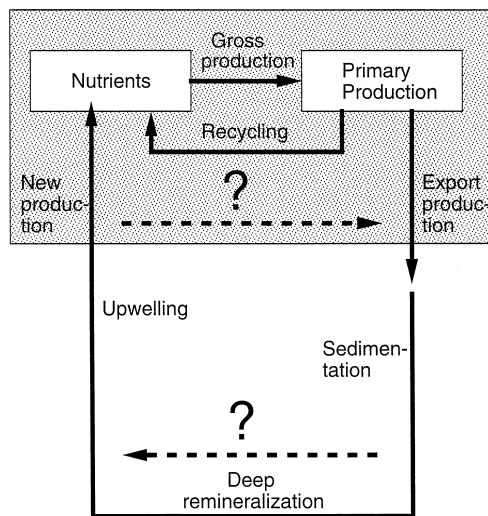 Gross
production
Nutrients
Primary
Production
Recycling
?
New
produc-
tion
Export
produc-
tion
Upwelling
Sedimen-
tation
?
Deep
remineralization